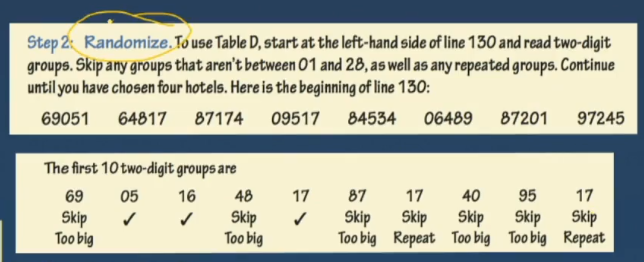 Step 2: Randomize. To use Table D, start at the left-hand side of line 130 and read two-digit
groups. Skip any groups that aren't between 01 and 28, as well as any repeated groups. Continue
until you have chosen four hotels. Here is the beginning of line 130:
69051 64817 87174 09517 84534 06489 87201 97245
The first 10 two-digit groups are
69 05 16 48 17 87 17 40 95 17
Skip ✓ ✓ Skip ✓ Skip Skip Skip Skip Skip
Too big Too big Too big Repeat Too big Too big Repeat